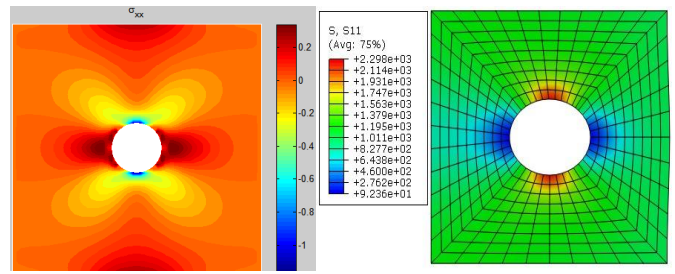 σxx
0.2
0
-0.2
-0.4
-0.6
-0.8
-1
S, S11
(Avg: 75%)
+2.298e+03
+2.114e+03
+1.931e+03
+1.747e+03
+1.563e+03
+1.379e+03
+1.195e+03
+1.011e+03
+8.277e+02
+6.438e+02
+4.600e+02
+2.762e+02
+9.236e+01